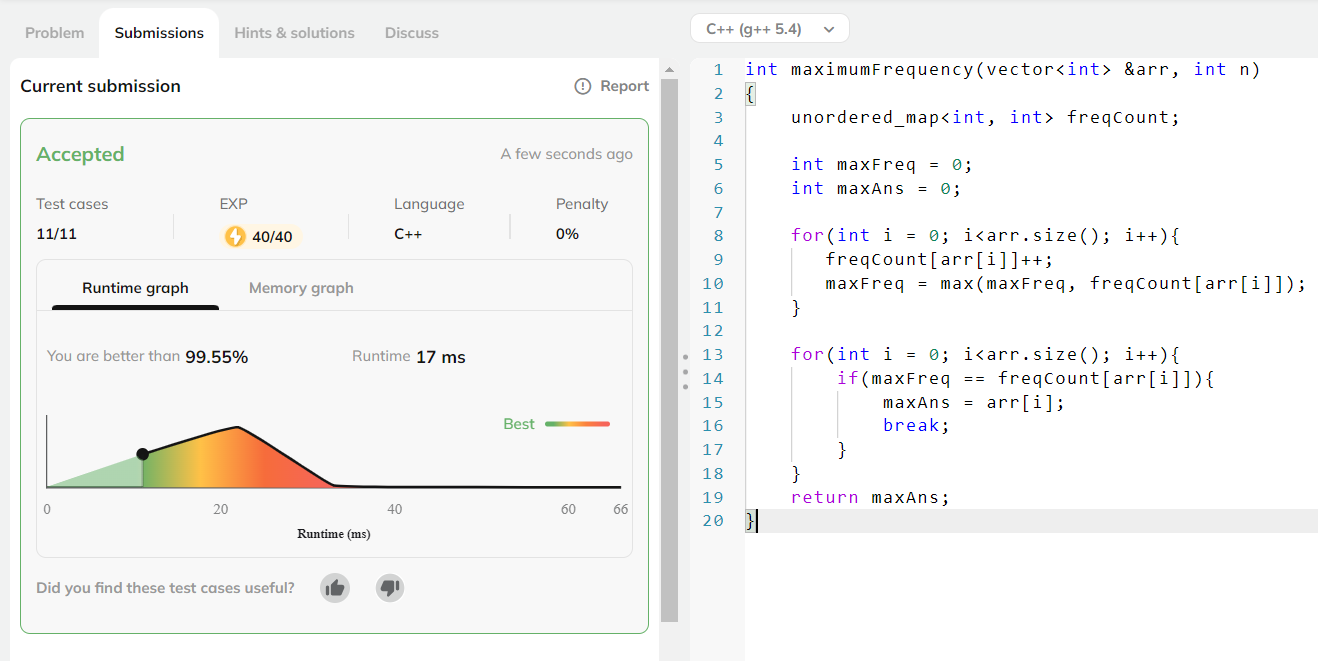 Problem
Submissions
Hints & solutions
Discuss
Current submission
Report
Accepted
A few seconds ago
Test cases
EXP
Language
Penalty
11/11
40/40
C++
0%
Runtime graph
Memory graph
You are better than 99.55%
Runtime 17 ms
Best
0
20
40
60
66
Runtime (ms)
Did you find these test cases useful?
C++ (g++ 5.4)
1 int maximumFrequency(vector<int> &arr, int n)
2 {
3     unordered_map<int, int> freqCount;
4
5     int maxFreq = 0;
6     int maxAns = 0;
7
8     for(int i = 0; i<arr.size(); i++){
9        freqCount[arr[i]]++;
10        maxFreq = max(maxFreq, freqCount[arr[i]]);
11     }
12
13     for(int i = 0; i<arr.size(); i++){
14         if(maxFreq == freqCount[arr[i]]){
15             maxAns = arr[i];
16             break;
17         }
18     }
19     return maxAns;
20 }